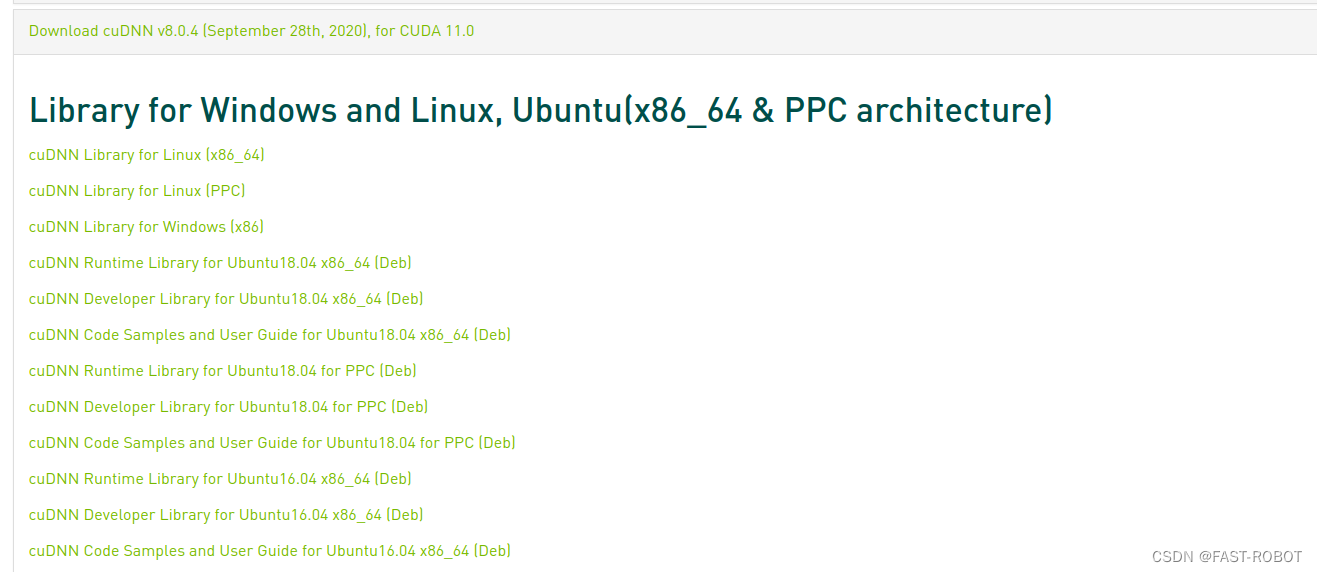 Download cuDNN v8.0.4 (September 28th, 2020), for CUDA 11.0
Library for Windows and Linux, Ubuntu(x86_64 & PPC architecture)
cuDNN Library for Linux (x86_64)
cuDNN Library for Linux (PPC)
cuDNN Library for Windows (x86)
cuDNN Runtime Library for Ubuntu18.04 x86_64 (Deb)
cuDNN Developer Library for Ubuntu18.04 x86_64 (Deb)
cuDNN Code Samples and User Guide for Ubuntu18.04 x86_64 (Deb)
cuDNN Runtime Library for Ubuntu18.04 for PPC (Deb)
cuDNN Developer Library for Ubuntu18.04 for PPC (Deb)
cuDNN Code Samples and User Guide for Ubuntu18.04 for PPC (Deb)
cuDNN Runtime Library for Ubuntu16.04 x86_64 (Deb)
cuDNN Developer Library for Ubuntu16.04 x86_64 (Deb)
cuDNN Code Samples and User Guide for Ubuntu16.04 x86_64 (Deb)
CSDN @FAST-ROBOT